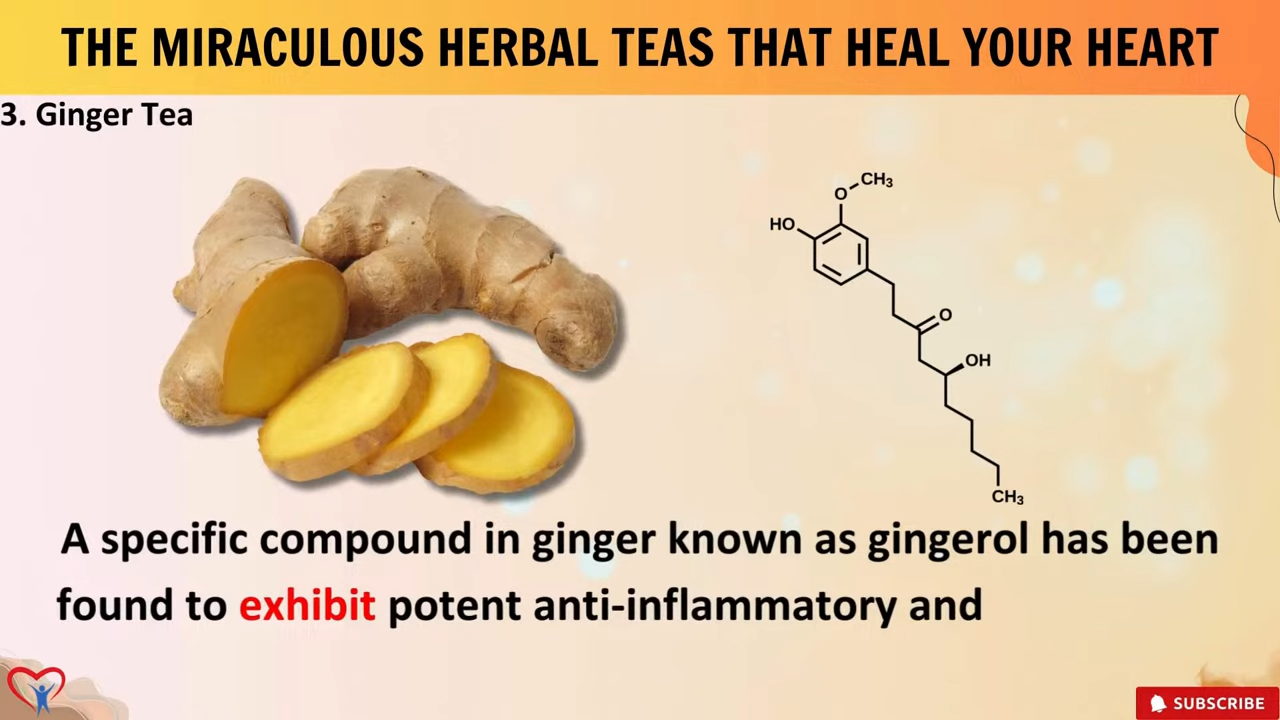 THE MIRACULOUS HERBAL TEAS THAT HEAL YOUR HEART
3. Ginger Tea
CH3
O
HO
O
OH
CH3
A specific compound in ginger known as gingerol has been
found to exhibit potent anti-inflammatory and
SUBSCRIBE